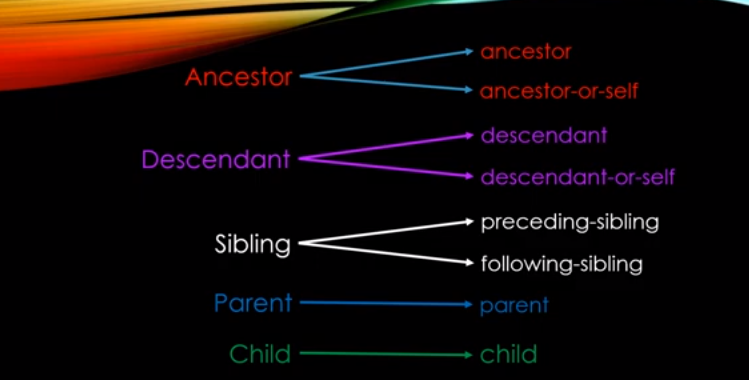 Ancestor
ancestor
ancestor-or-self
Descendant
descendant
descendant-or-self
Sibling
preceding-sibling
following-sibling
Parent
parent
Child
child